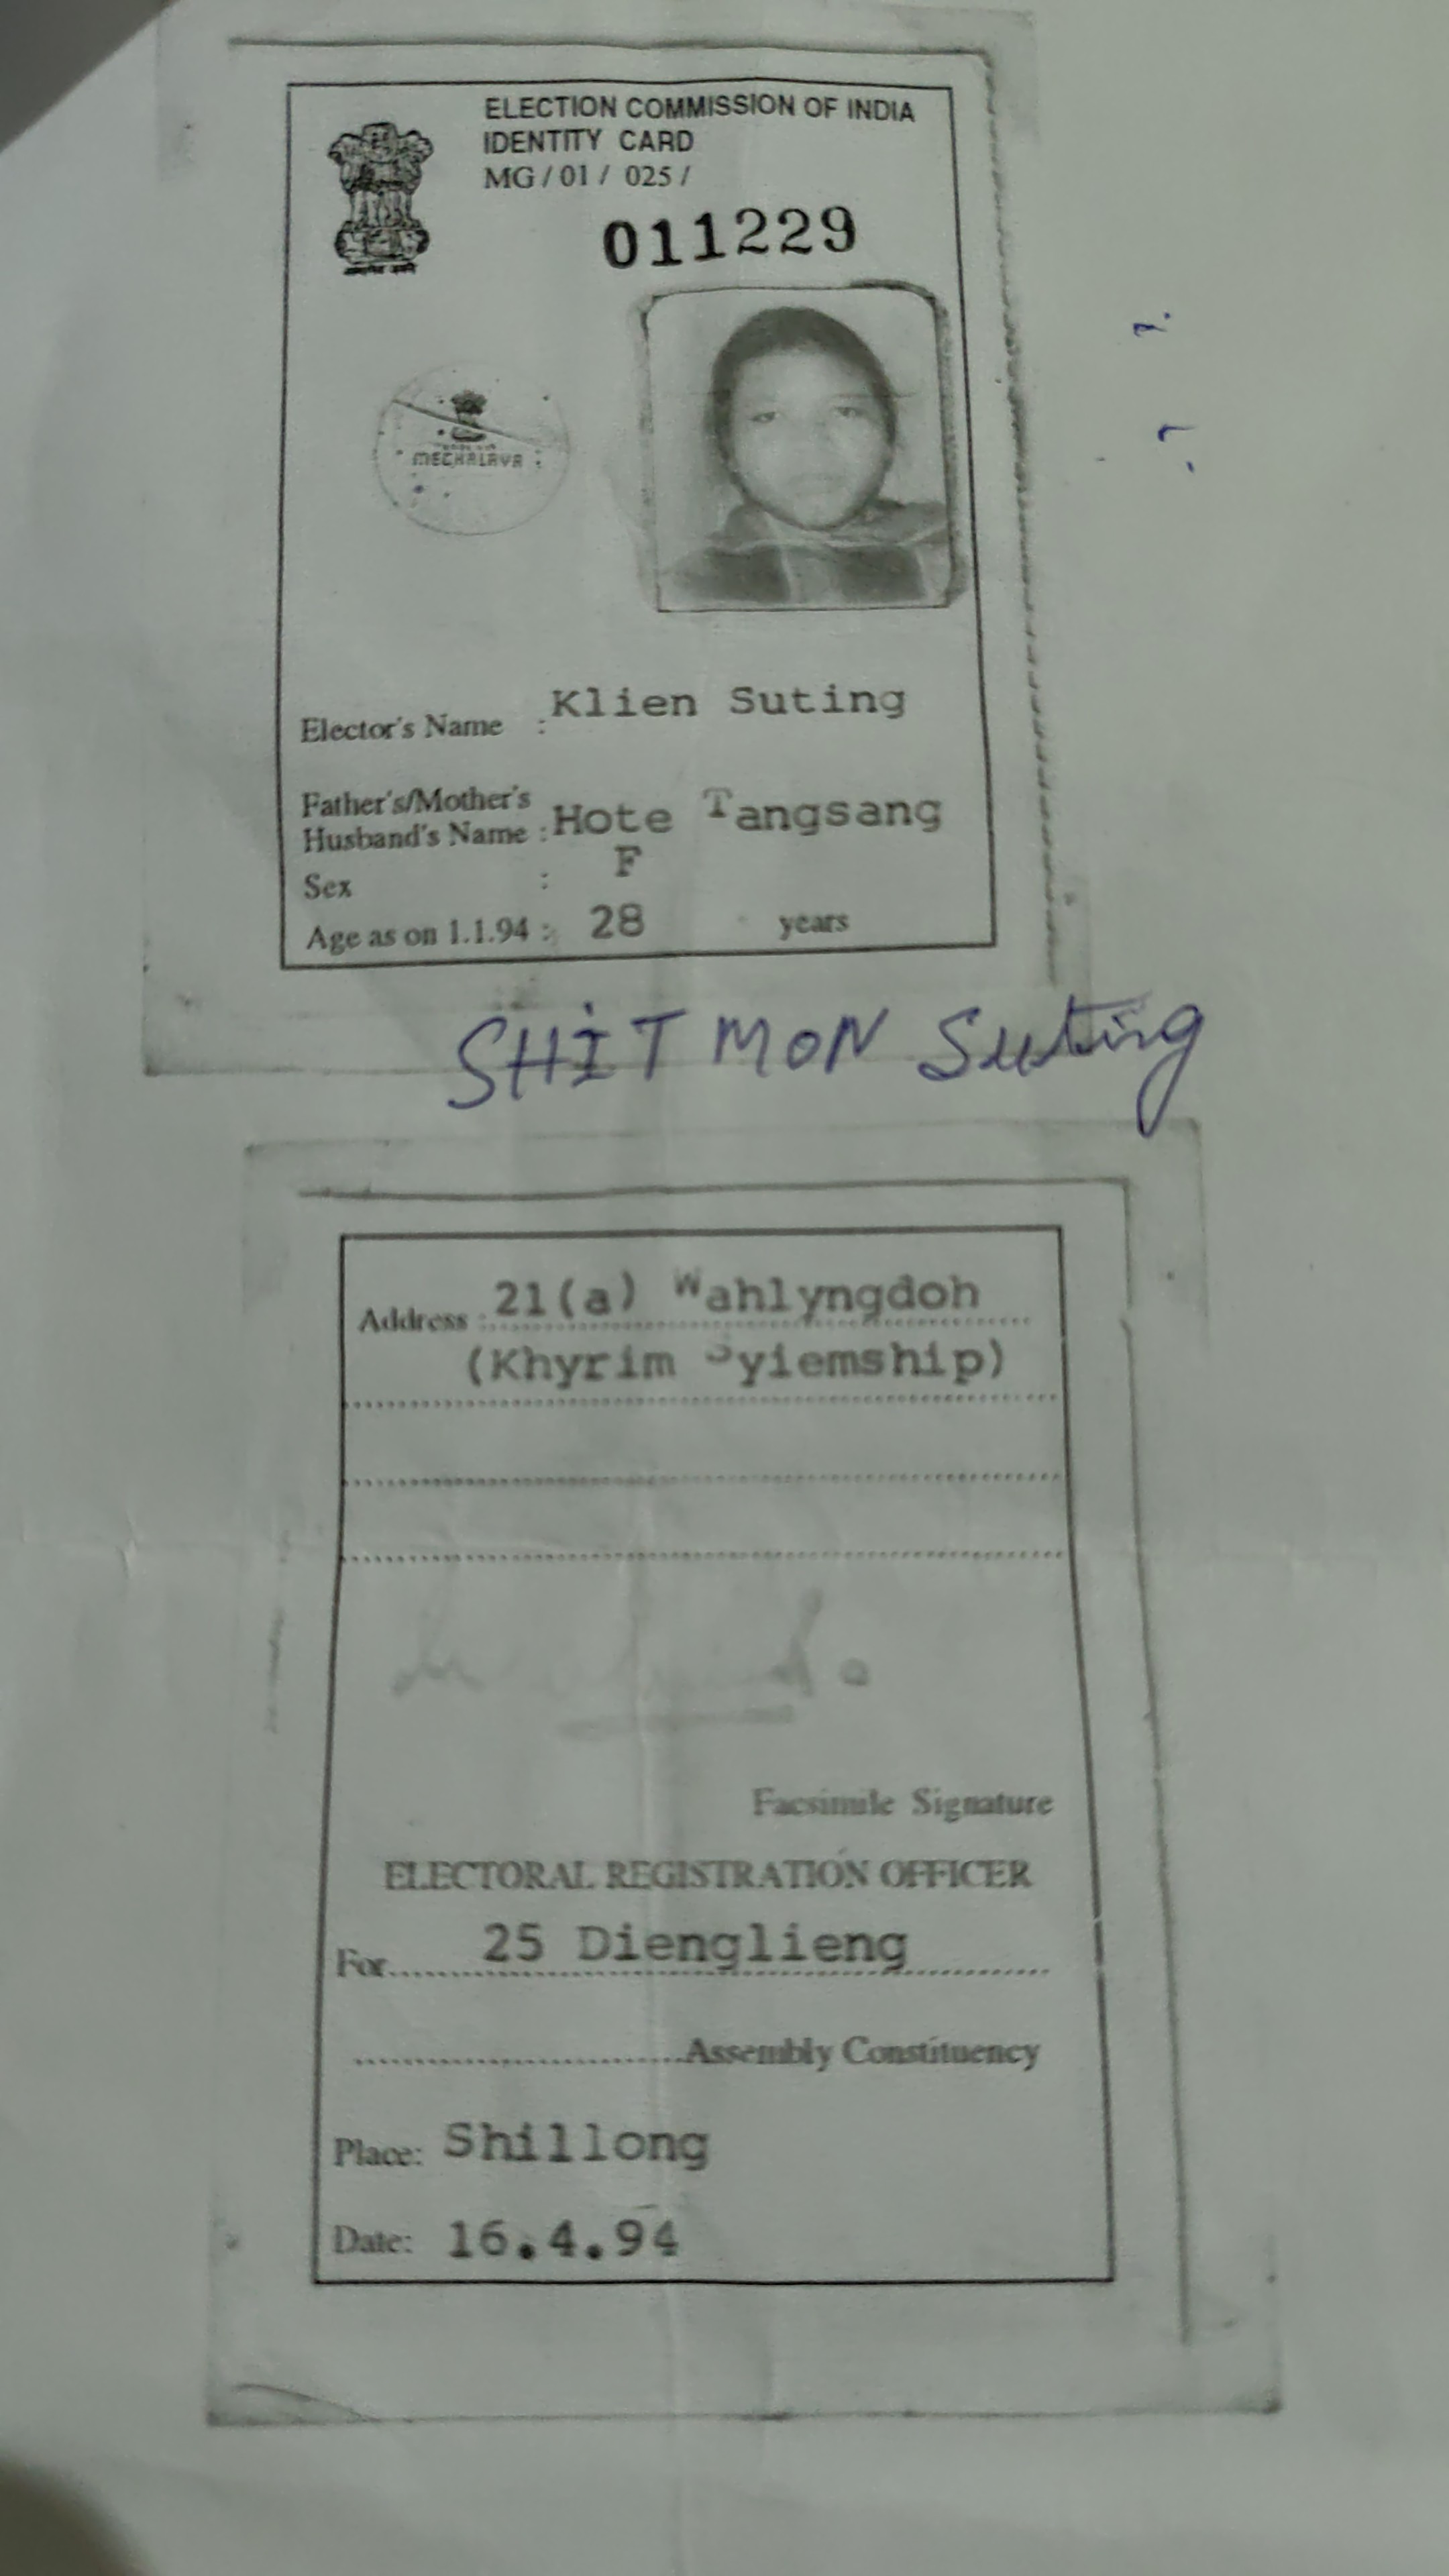 ELECTION COMMISSION OF INDIA
IDENTITY CARD
MG / 01 / 025 /
011229
MEGHALAYA
Elector's Name : Klien Suting
Father's/Mother's
Husband's Name : Hote Tangsang
Sex : F
Age as on 1.1.94 : 28 years
SHIT MON Suting
Address : 21(a) Wahlyngdoh
(Khyrim Syiemship)
Facsimile Signature
ELECTORAL REGISTRATION OFFICER
For 25 Dienglieng
Assembly Constituency
Place: Shillong
Date: 16.4.94